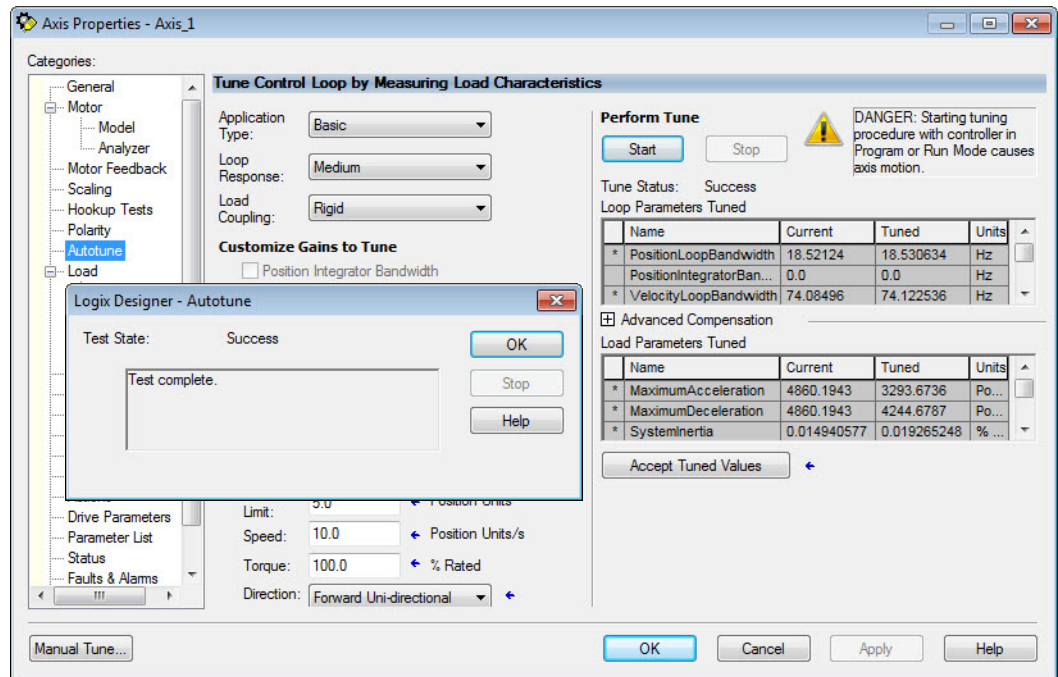 Axis Properties - Axis_1
Categories:
General
Motor
Model
Analyzer
Motor Feedback
Scaling
Hookup Tests
Polarity
Autotune
Load
Drive Parameters
Parameter List
Status
Faults & Alarms
Tune Control Loop by Measuring Load Characteristics
Application
Type:
Basic
Loop
Response:
Medium
Load
Coupling:
Rigid
Customize Gains to Tune
Position Integrator Bandwidth
Logix Designer - Autotune
Test State: Success
Test complete.
OK
Stop
Help
Limit: 5.0 Position Units
Speed: 10.0 Position Units/s
Torque: 100.0 % Rated
Direction: Forward Uni-directional
Perform Tune
Start Stop
DANGER: Starting tuning
procedure with controller in
Program or Run Mode causes
axis motion.
Tune Status: Success
Loop Parameters Tuned
Name Current Tuned Units
* PositionLoopBandwidth 18.52124 18.530634 Hz
PositionIntegratorBan... 0.0 0.0 Hz
* VelocityLoopBandwidth 74.08496 74.122536 Hz
Advanced Compensation
Load Parameters Tuned
Name Current Tuned Units
* MaximumAcceleration 4860.1943 3293.6736 Po...
* MaximumDeceleration 4860.1943 4244.6787 Po...
* SystemInertia 0.014940577 0.019265248 % ...
Accept Tuned Values
Manual Tune...
OK Cancel Apply Help